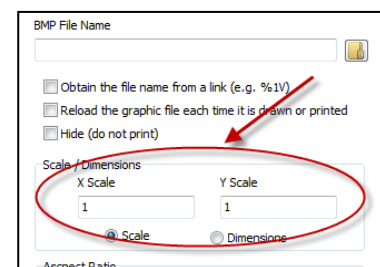 BMP File Name
Obtain the file name from a link (e.g. %1V)
Reload the graphic file each time it is drawn or printed
Hide (do not print)
Scale / Dimensions
X Scale Y Scale
1 1
Scale Dimensions
Aspect Ratio